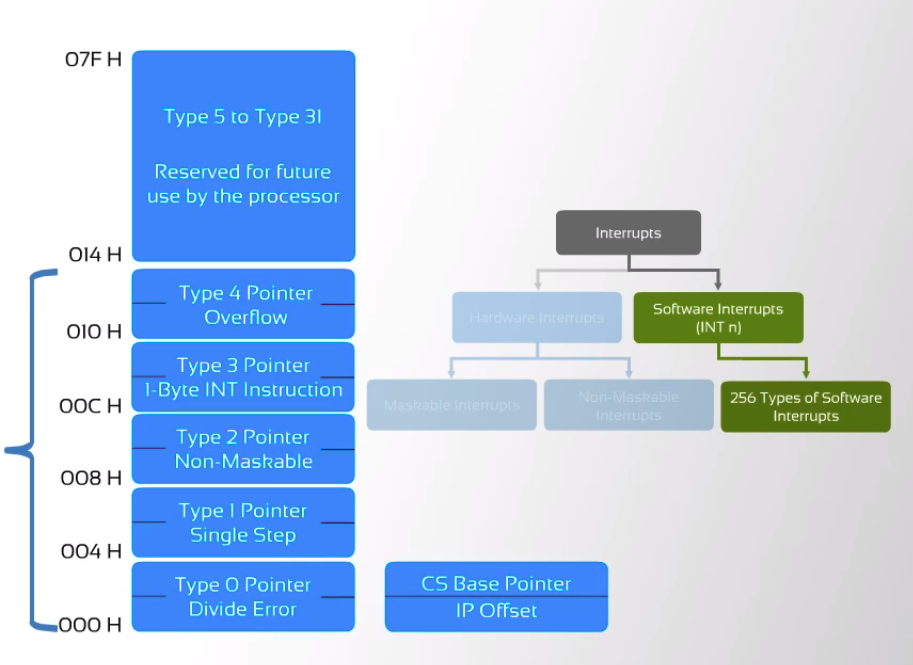 07F H
Type 5 to Type 31
Reserved for future
use by the processor
014 H
Type 4 Pointer
Overflow
010 H
Type 3 Pointer
1-Byte INT Instruction
00C H
Type 2 Pointer
Non-Maskable
008 H
Type 1 Pointer
Single Step
004 H
Type 0 Pointer
Divide Error
000 H
CS Base Pointer
IP Offset
Interrupts
Hardware Interrupts
Software Interrupts
(INT n)
Maskable Interrupts
Non-Maskable
Interrupts
256 Types of Software
Interrupts